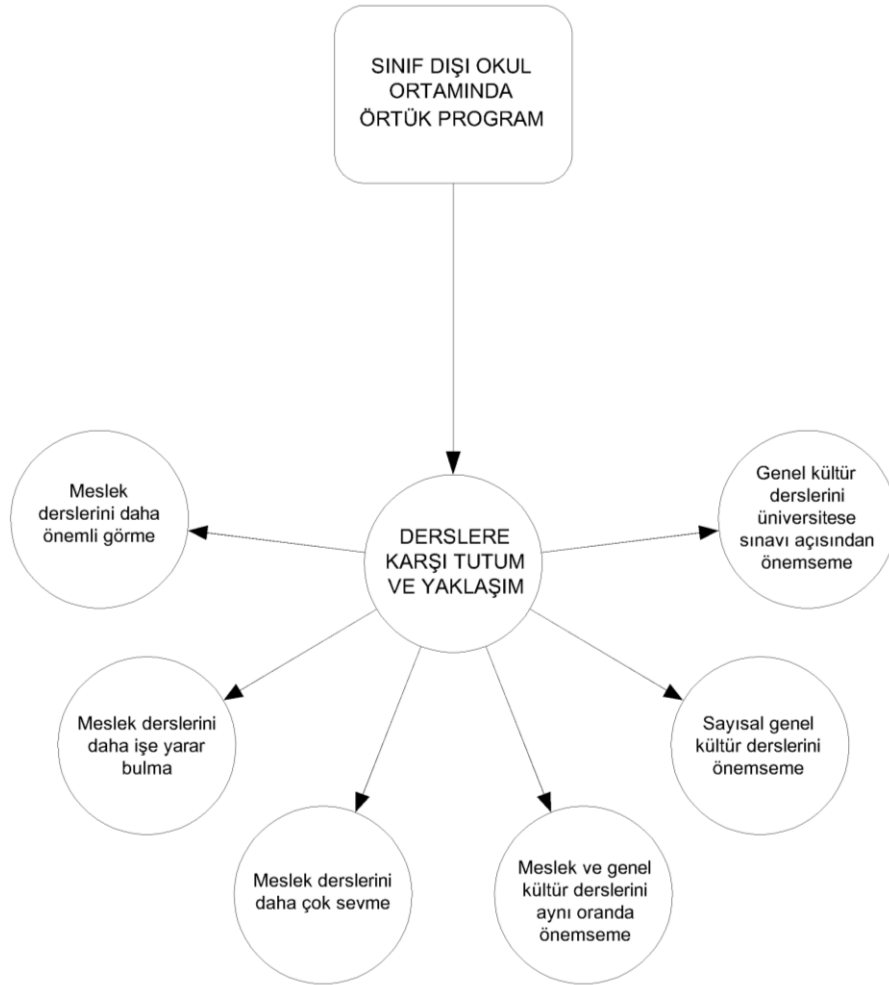 SINIF DIŞI OKUL
ORTAMINDA
ÖRTÜK PROGRAM
DERSLERE
KARŞI TUTUM
VE YAKLAŞIM
Meslek
derslerini daha
önemli görme
Genel kültür
derslerini
üniversitese
sınavı açısından
önemseme
Meslek derslerini
daha işe yarar
bulma
Sayısal genel
kültür derslerini
önemseme
Meslek derslerini
daha çok sevme
Meslek ve genel
kültür derslerini
aynı oranda
önemseme